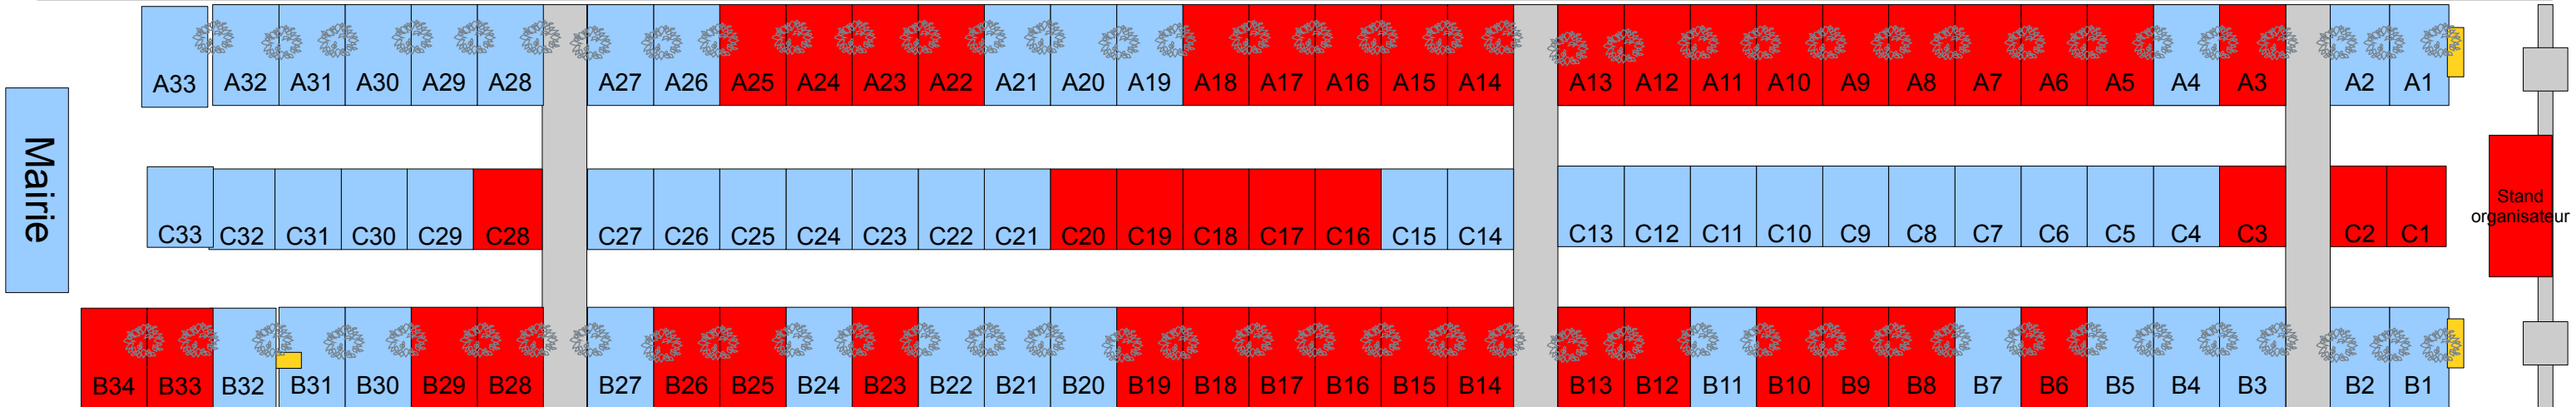 A33 A32 A31 A30 A29 A28 A27 A26 A25 A24 A23 A22 A21 A20 A19 A18 A17 A16 A15 A14 A13 A12 A11 A10 A9 A8 A7 A6 A5 A4 A3 A2 A1
Mairie
C33 C32 C31 C30 C29 C28 C27 C26 C25 C24 C23 C22 C21 C20 C19 C18 C17 C16 C15 C14 C13 C12 C11 C10 C9 C8 C7 C6 C5 C4 C3 C2 C1
Stand
organisateur
B34 B33 B32 B31 B30 B29 B28 B27 B26 B25 B24 B23 B22 B21 B20 B19 B18 B17 B16 B15 B14 B13 B12 B11 B10 B9 B8 B7 B6 B5 B4 B3 B2 B1